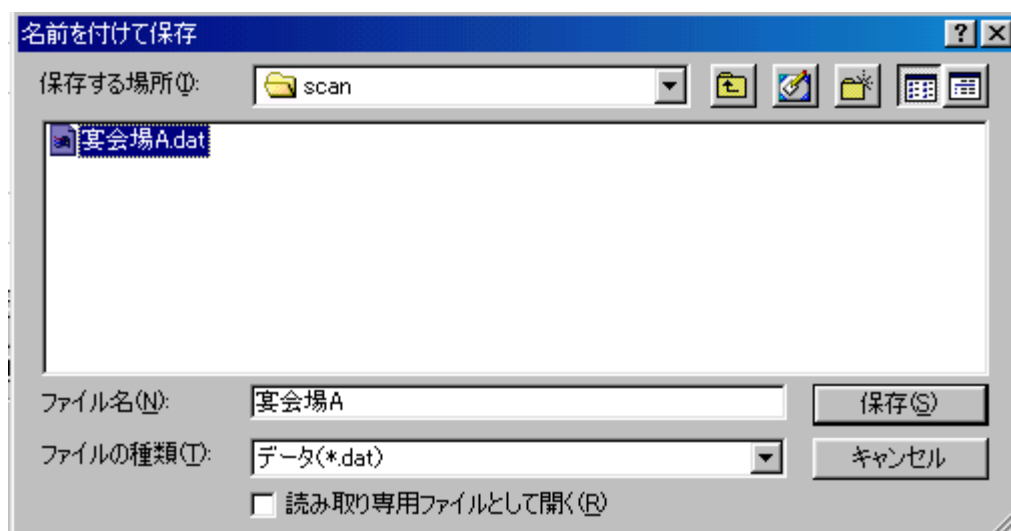 名前を付けて保存
保存する場所(I): scan
宴会場A.dat
ファイル名(N): 宴会場A 保存(S)
ファイルの種類(T): データ(*.dat) キャンセル
読み取り専用ファイルとして開く(R)